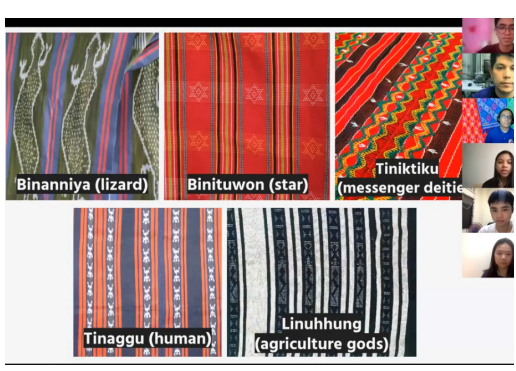 Binanniya (lizard)
Binituwon (star)
Tiniktiku
(messenger deitie
Tinaggu (human)
Linuhhung
(agriculture gods)